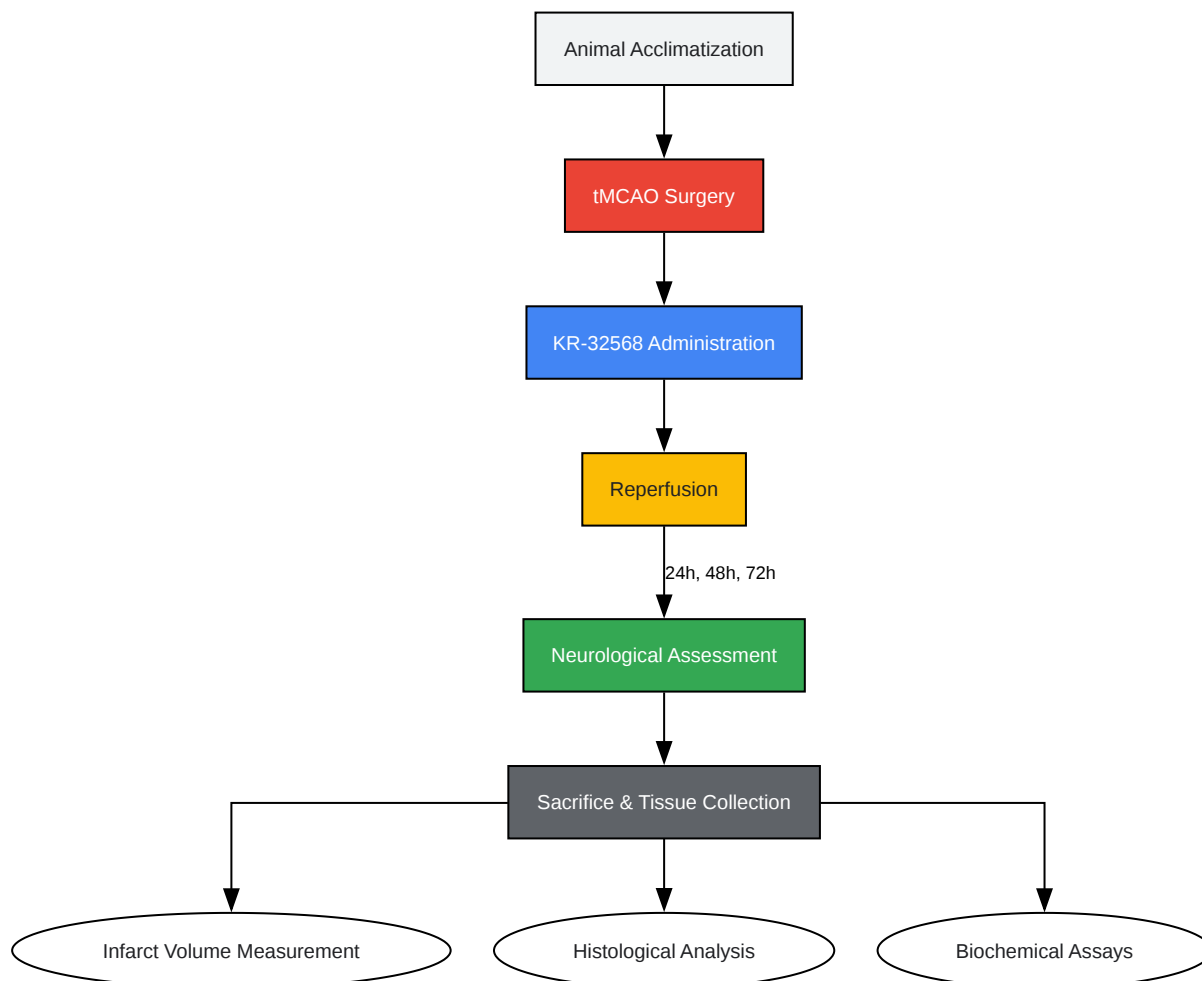 Animal Acclimatization
tMCAO Surgery
KR-32568 Administration
Reperfusion
24h, 48h, 72h
Neurological Assessment
Sacrifice & Tissue Collection
Infarct Volume Measurement
Histological Analysis
Biochemical Assays